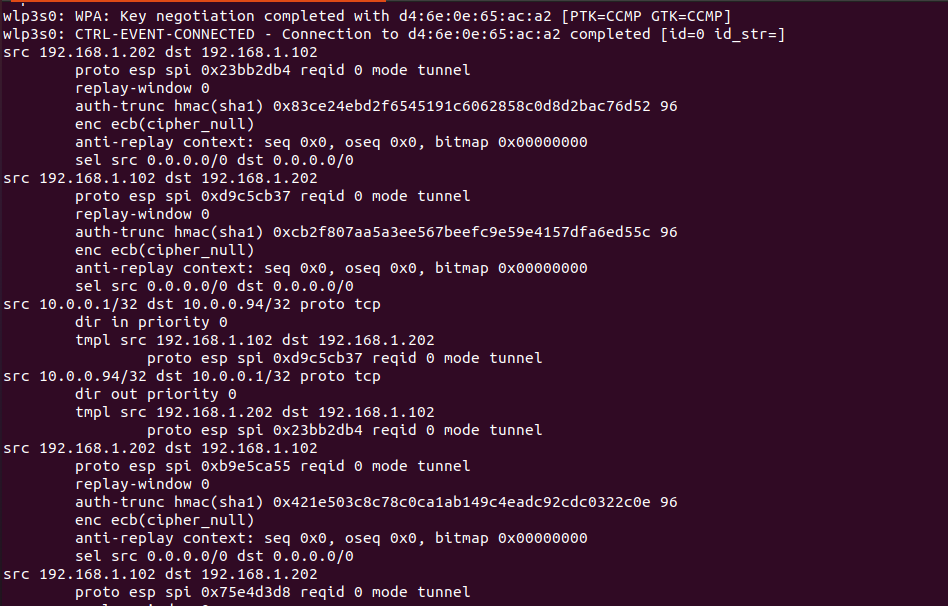 wlp3s0: WPA: Key negotiation completed with d4:6e:0e:65:ac:a2 [PTK=CCMP GTK=CCMP]
wlp3s0: CTRL-EVENT-CONNECTED - Connection to d4:6e:0e:65:ac:a2 completed [id=0 id_str=]
src 192.168.1.202 dst 192.168.1.102
proto esp spi 0x23bb2db4 reqid 0 mode tunnel
replay-window 0
auth-trunc hmac(sha1) 0x83ce24ebd2f6545191c6062858c0d8d2bac76d52 96
enc ecb(cipher_null)
anti-replay context: seq 0x0, oseq 0x0, bitmap 0x00000000
sel src 0.0.0.0/0 dst 0.0.0.0/0
src 192.168.1.102 dst 192.168.1.202
proto esp spi 0xd9c5cb37 reqid 0 mode tunnel
replay-window 0
auth-trunc hmac(sha1) 0xcb2f807aa5a3ee567beefc9e59e4157dfa6ed55c 96
enc ecb(cipher_null)
anti-replay context: seq 0x0, oseq 0x0, bitmap 0x00000000
sel src 0.0.0.0/0 dst 0.0.0.0/0
src 10.0.0.1/32 dst 10.0.0.94/32 proto tcp
dir in priority 0
tmpl src 192.168.1.102 dst 192.168.1.202
proto esp spi 0xd9c5cb37 reqid 0 mode tunnel
src 10.0.0.94/32 dst 10.0.0.1/32 proto tcp
dir out priority 0
tmpl src 192.168.1.202 dst 192.168.1.102
proto esp spi 0x23bb2db4 reqid 0 mode tunnel
src 192.168.1.202 dst 192.168.1.102
proto esp spi 0xb9e5ca55 reqid 0 mode tunnel
replay-window 0
auth-trunc hmac(sha1) 0x421e503c8c78c0ca1ab149c4eadc92cdc0322c0e 96
enc ecb(cipher_null)
anti-replay context: seq 0x0, oseq 0x0, bitmap 0x00000000
sel src 0.0.0.0/0 dst 0.0.0.0/0
src 192.168.1.102 dst 192.168.1.202
proto esp spi 0x75e4d3d8 reqid 0 mode tunnel